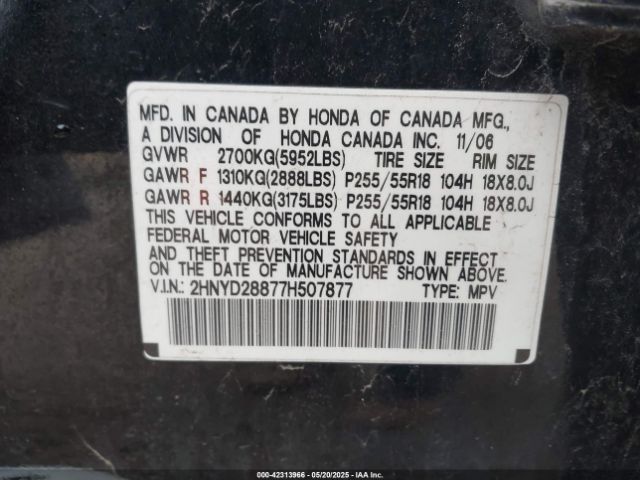 MFD. IN CANADA BY HONDA OF CANADA MFG.,
A DIVISION OF HONDA CANADA INC. 11/06
GVWR 2700KG(5952LBS) TIRE SIZE RIM SIZE
GAWR F 1310KG(2888LBS) P255/55R18 104H 18X8.0J
GAWR R 1440KG(3175LBS) P255/55R18 104H 18X8.0J
THIS VEHICLE CONFORMS TO ALL APPLICABLE
FEDERAL MOTOR VEHICLE SAFETY
AND THEFT PREVENTION STANDARDS IN EFFECT
ON THE DATE OF MANUFACTURE SHOWN ABOVE.
V.I.N.: 2HNYD28877H507877 TYPE: MPV
000-42313966 — 05/20/2025 — IAA Inc.